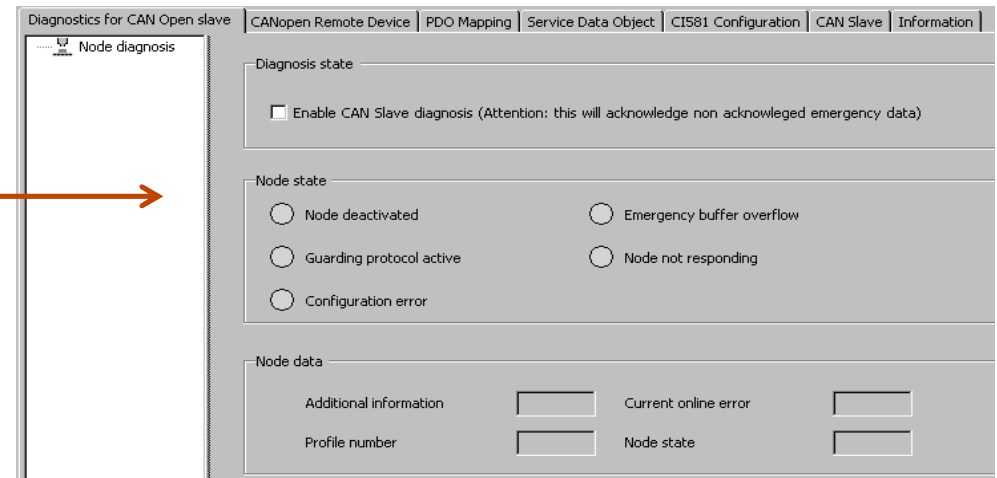 Diagnostics for CAN Open slave CANopen Remote Device PDO Mapping Service Data Object CI581 Configuration CAN Slave Information
Node diagnosis
Diagnosis state
Enable CAN Slave diagnosis (Attention: this will acknowledge non acknowleged emergency data)
Node state
Node deactivated Emergency buffer overflow
Guarding protocol active Node not responding
Configuration error
Node data
Additional information Current online error
Profile number Node state